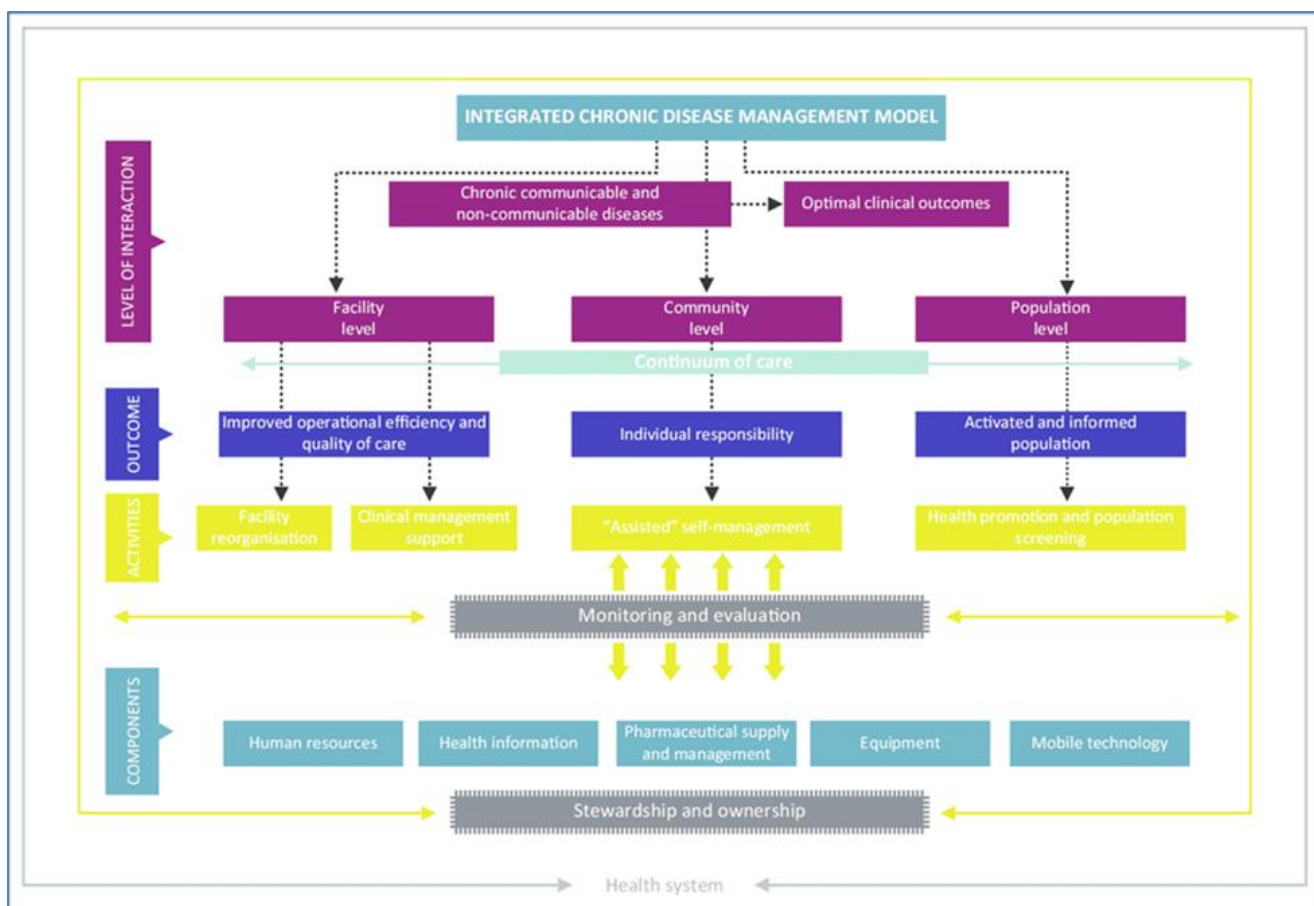 INTEGRATED CHRONIC DISEASE MANAGEMENT MODEL
LEVEL OF INTERACTION
Chronic communicable and
non-communicable diseases
Optimal clinical outcomes
Facility
level
Community
level
Population
level
Continuum of care
OUTCOME
Improved operational efficiency and
quality of care
Individual responsibility
Activated and informed
population
ACTIVITIES
Facility
reorganisation
Clinical management
support
"Assisted" self-management
Health promotion and population
screening
Monitoring and evaluation
COMPONENTS
Human resources
Health information
Pharmaceutical supply
and management
Equipment
Mobile technology
Stewardship and ownership
Health system